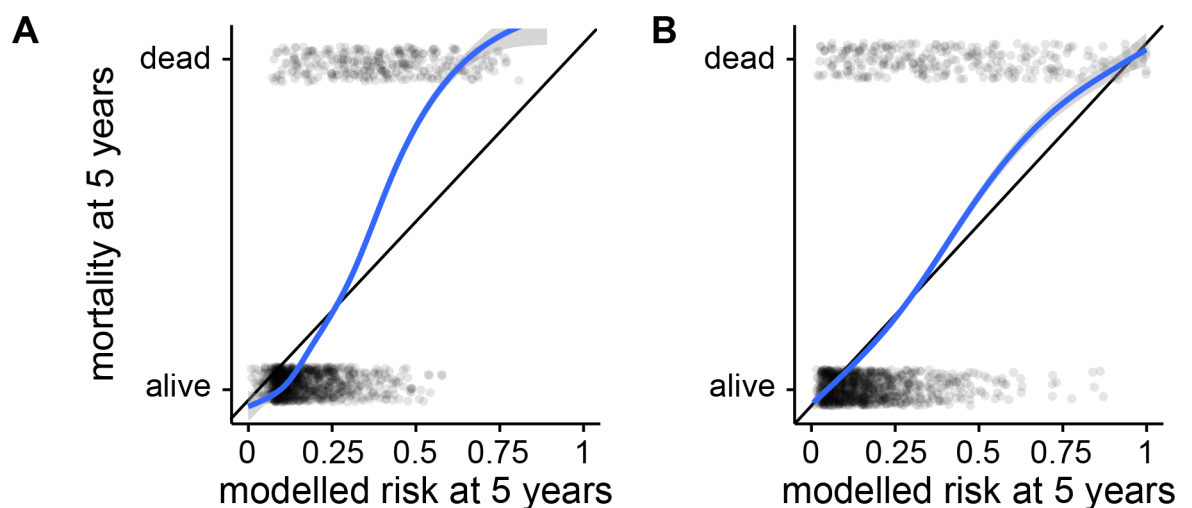 A
mortality at 5 years
dead
alive
0 0.25 0.5 0.75 1
modelled risk at 5 years
B
dead
alive
0 0.25 0.5 0.75 1
modelled risk at 5 years